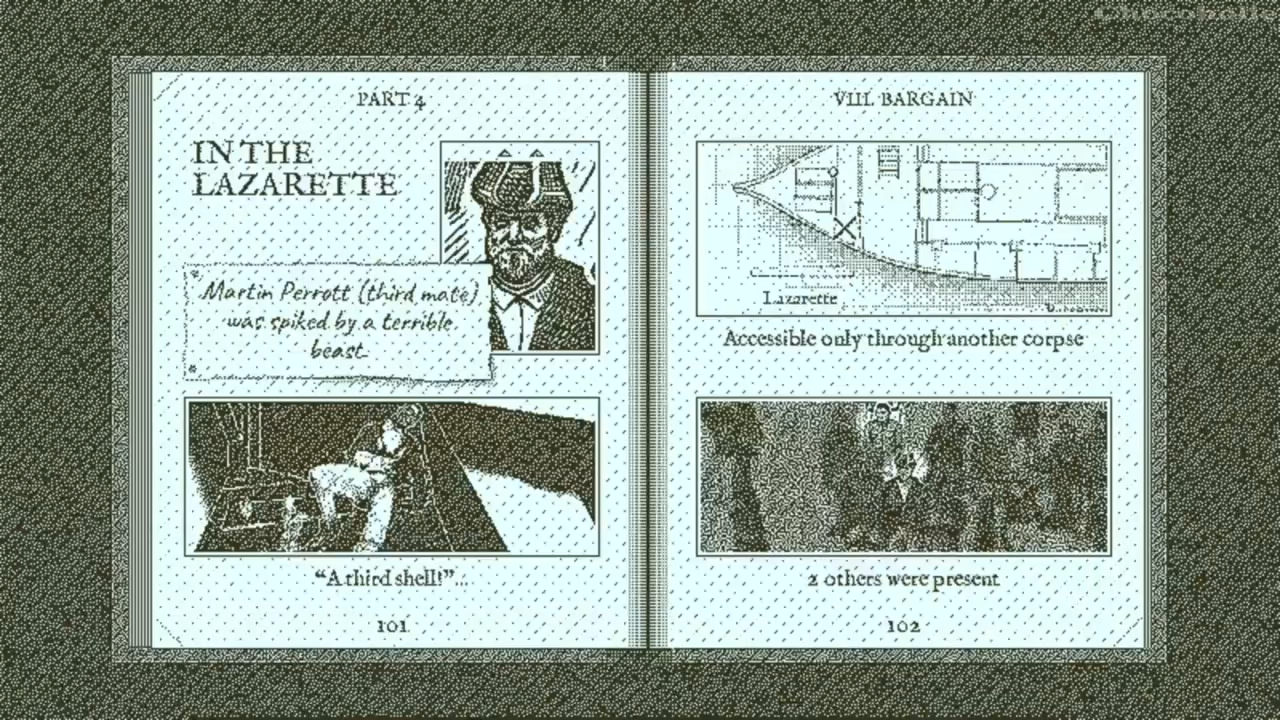 PART 4
IN THE
LAZARETTE
Martin Perrott (third mate)
was spiked by a terrible
beast.
“A third shell!”...
101
VIII. BARGAIN
Lazarette
Accessible only through another corpse
2 others were present
102